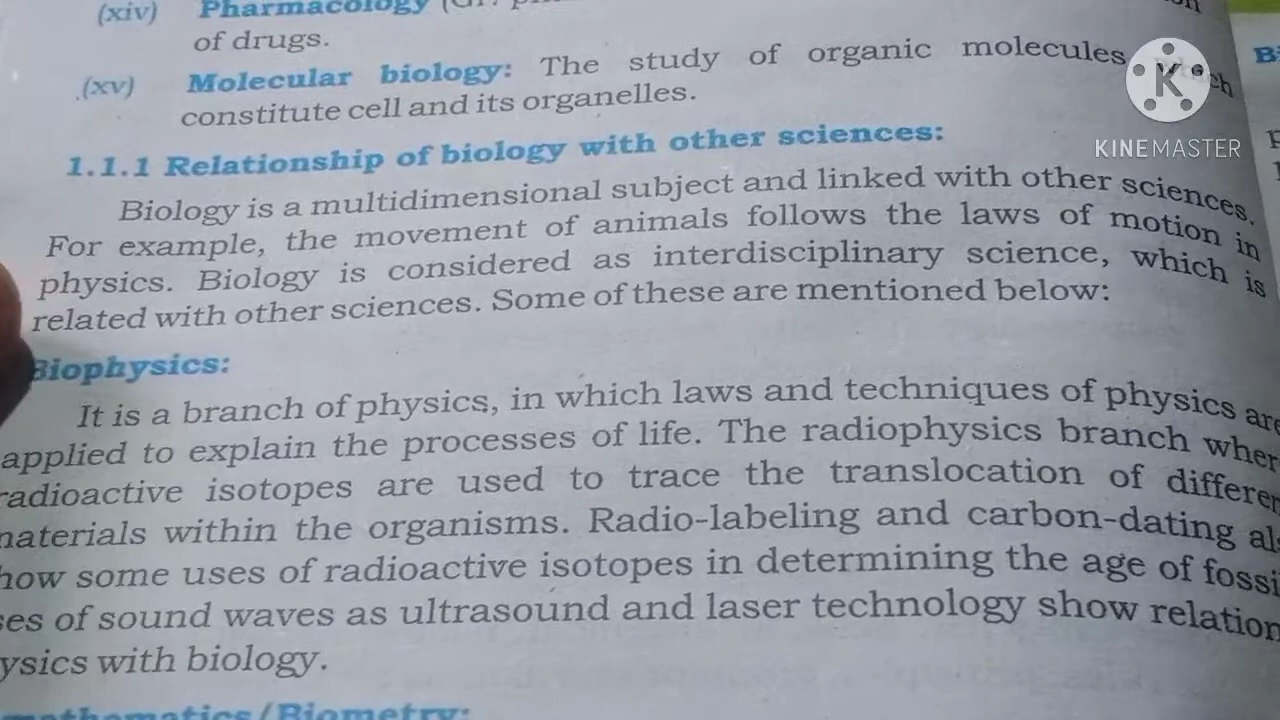 (xiv) Pharmacology (Gr.
of drugs.
(xv) Molecular biology: The study of organic molecules
constitute cell and its organelles.
K
KINEMASTER
1.1.1 Relationship of biology with other sciences:
Biology is a multidimensional subject and linked with other sciences.
For example, the movement of animals follows the laws of motion in
physics. Biology is considered as interdisciplinary science, which is
related with other sciences. Some of these are mentioned below:
Biophysics:
It is a branch of physics, in which laws and techniques of physics are
applied to explain the processes of life. The radiophysics branch wher
radioactive isotopes are used to trace the translocation of differen
naterials within the organisms. Radio-labeling and carbon-dating als
how some uses of radioactive isotopes in determining the age of fossi
ses of sound waves as ultrasound and laser technology show relation
ysics with biology.
mathematics/Biometry: